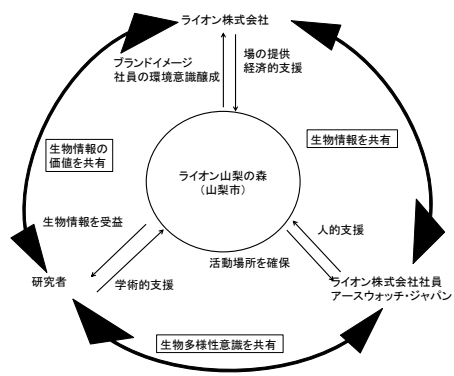 ライオン株式会社
ブランドイメージ
社員の環境意識醸成
場の提供
経済的支援
生物情報の
価値を共有
生物情報を共有
ライオン山梨の森
（山梨市）
生物情報を受益
人的支援
活動場所を確保
研究者
学術的支援
ライオン株式会社社員
アースウォッチ・ジャパン
生物多様性意識を共有